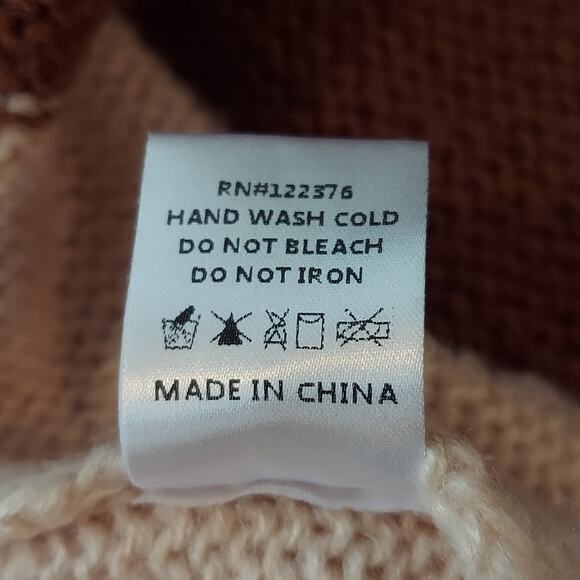 RN#122376
HAND WASH COLD
DO NOT BLEACH
DO NOT IRON
MADE IN CHINA